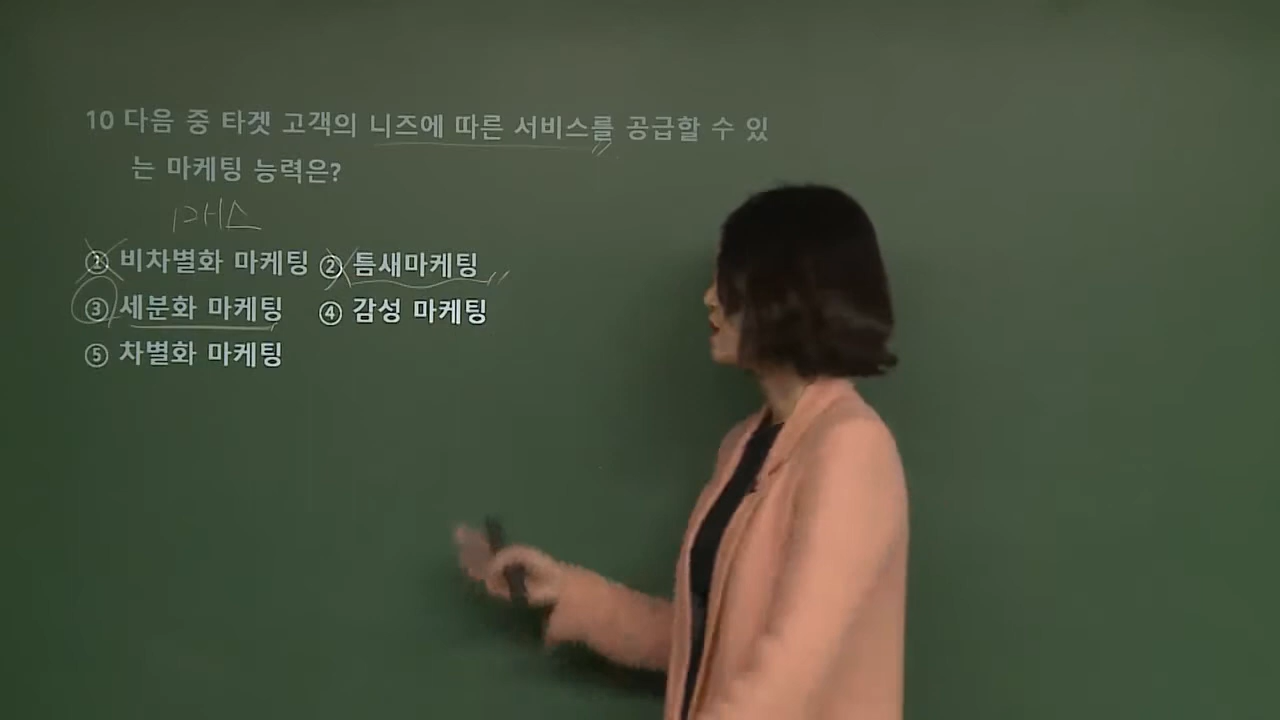 10 다음 중 타겟 고객의 니즈에 따른 서비스를 공급할 수 있
는 마케팅 능력은?
매스
① 비차별화 마케팅 ② 틈새마케팅
③ 세분화 마케팅 ④ 감성 마케팅
⑤ 차별화 마케팅